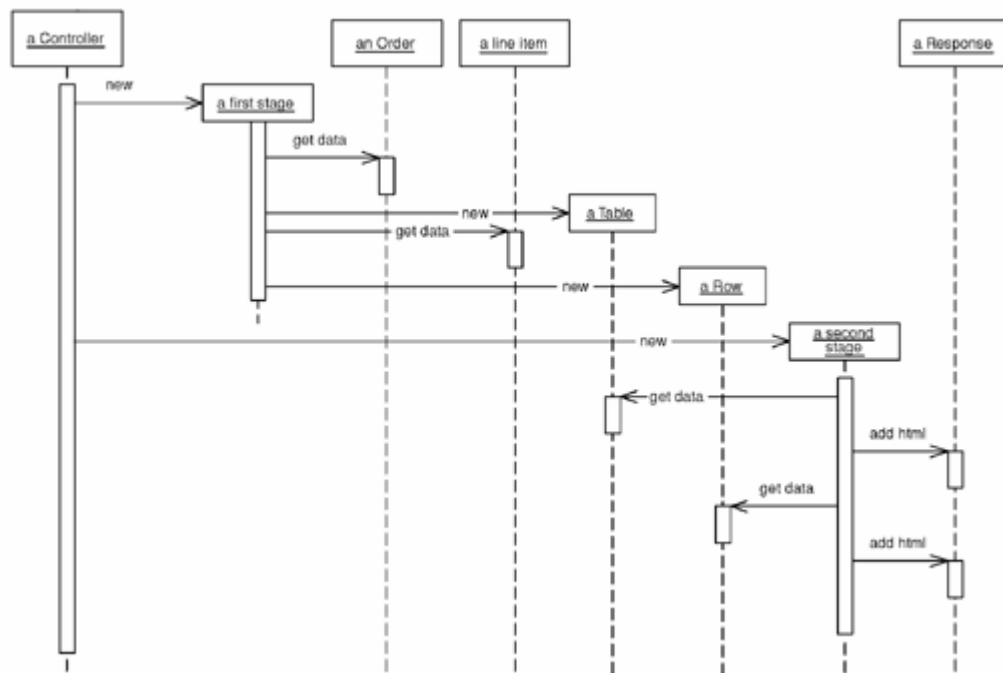 a Controller
an Order
a line item
a Response
new
a first stage
get data
new
a Table
get data
new
a Row
new
a second
stage
get data
add html
get data
add html